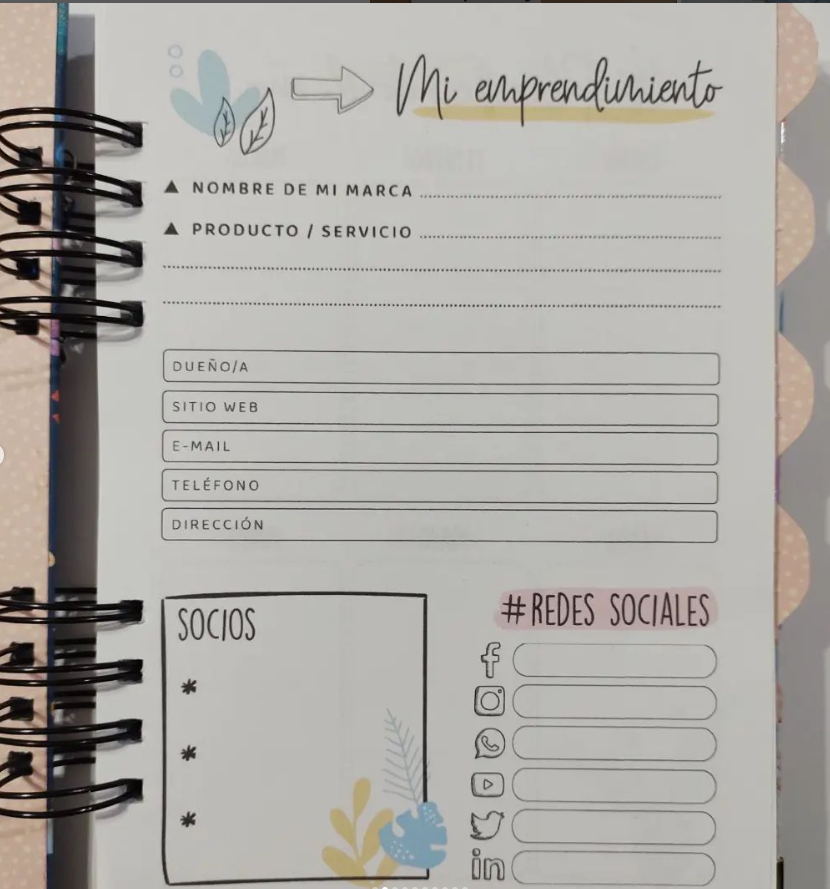 Mi emprendimiento
NOMBRE DE MI MARCA
PRODUCTO / SERVICIO
DUEÑO/A
SITIO WEB
E-MAIL
TELÉFONO
DIRECCIÓN
SOCIOS
*
*
*
#REDES SOCIALES
f
in